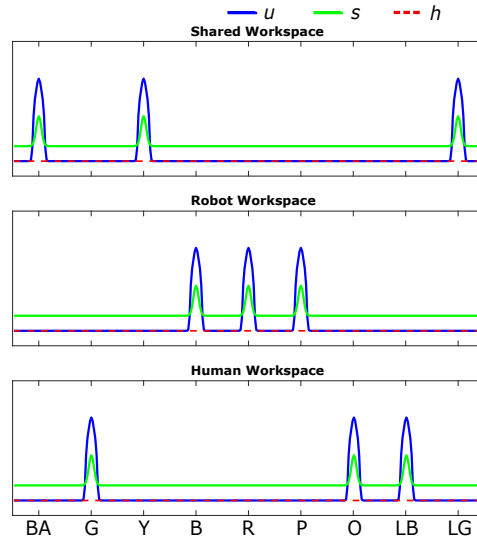 u s h
Shared Workspace
Robot Workspace
Human Workspace
BA G Y B R P O LB LG